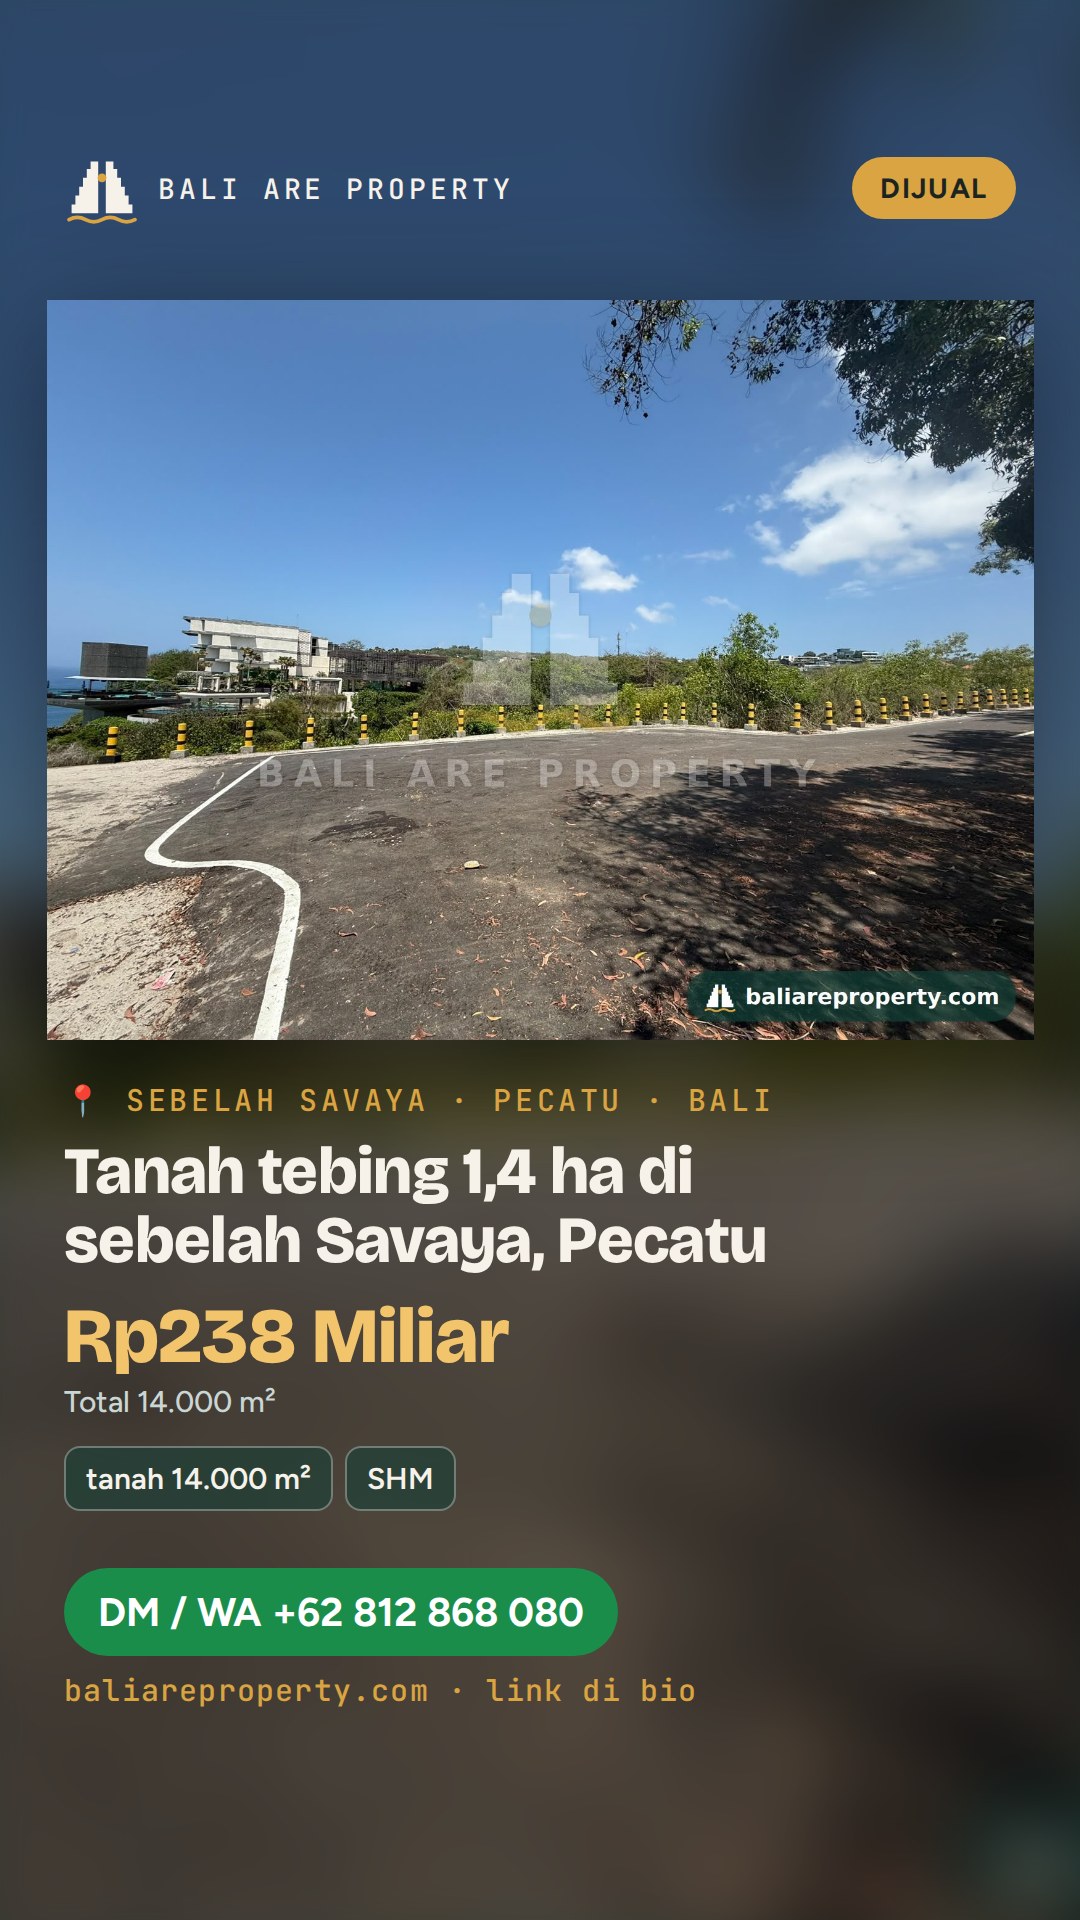 BALI ARE PROPERTY
DIJUAL
BALI ARE PROPERTY
baliareproperty.com
SEBELAH SAVAYA · PECATU · BALI
Tanah tebing 1,4 ha di
sebelah Savaya, Pecatu
Rp238 Miliar
Total 14.000 m²
tanah 14.000 m²
SHM
DM / WA +62 812 868 080
baliareproperty.com · link di bio